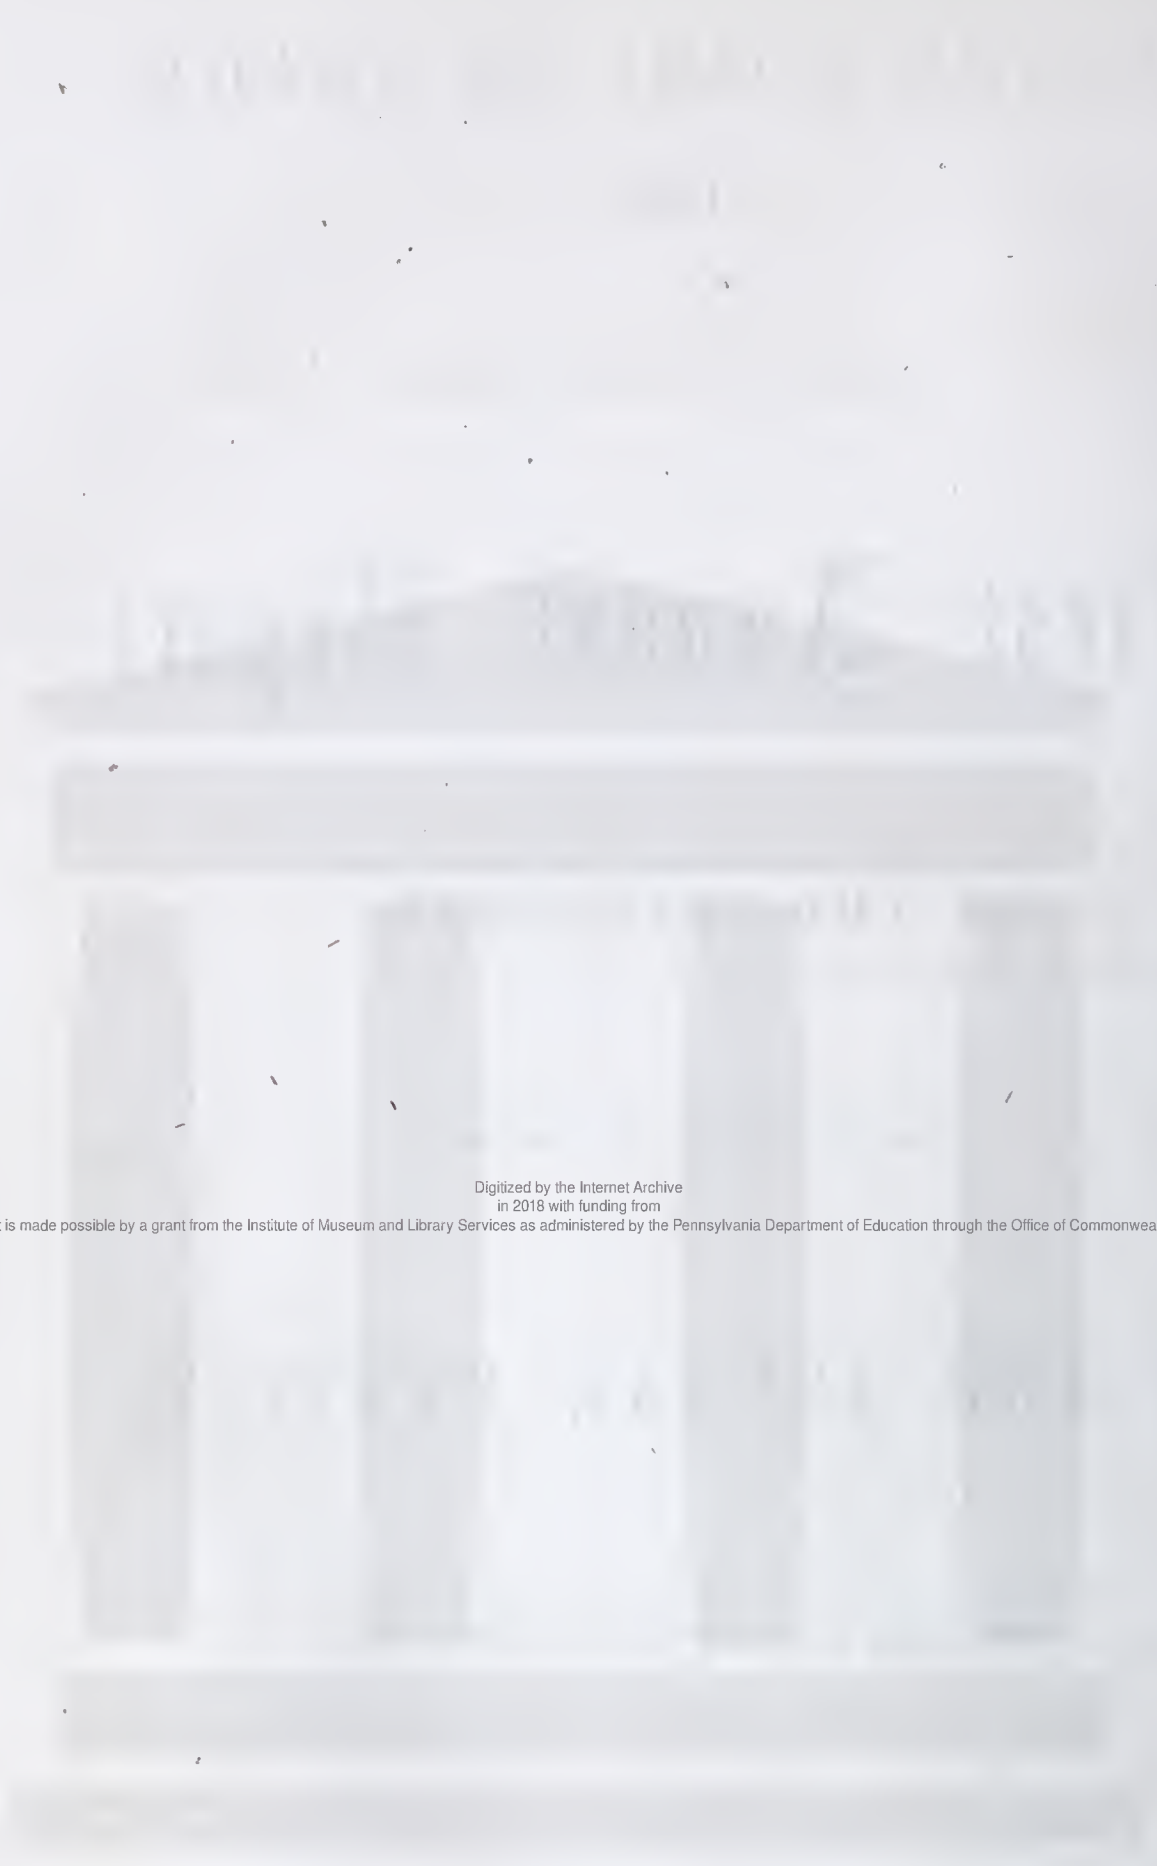 Digitized by the Internet Archive
in 2018 with funding from
is made possible by a grant from the Institute of Museum and Library Services as administered by the Pennsylvania Department of Education through the Office of